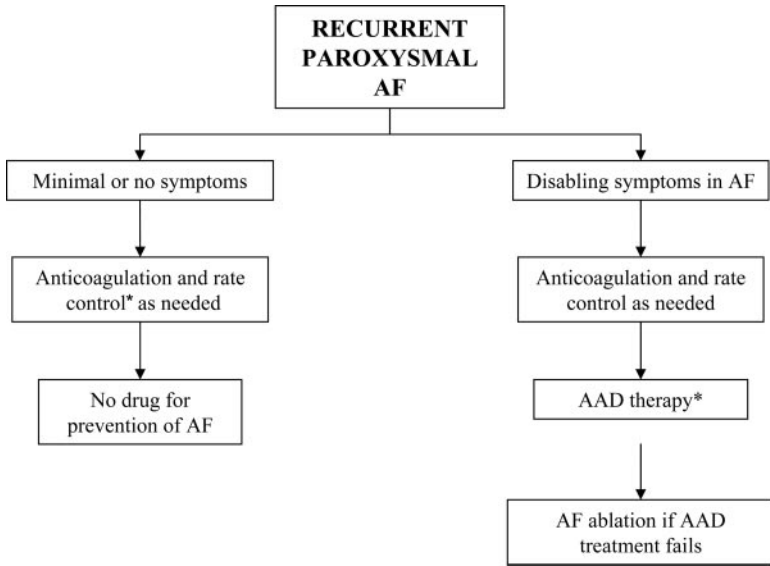 RECURRENT
PAROXYSMAL
AF
Minimal or no symptoms
Disabling symptoms in AF
Anticoagulation and rate
control* as needed
Anticoagulation and rate
control as needed
No drug for
prevention of AF
AAD therapy*
AF ablation if AAD
treatment fails